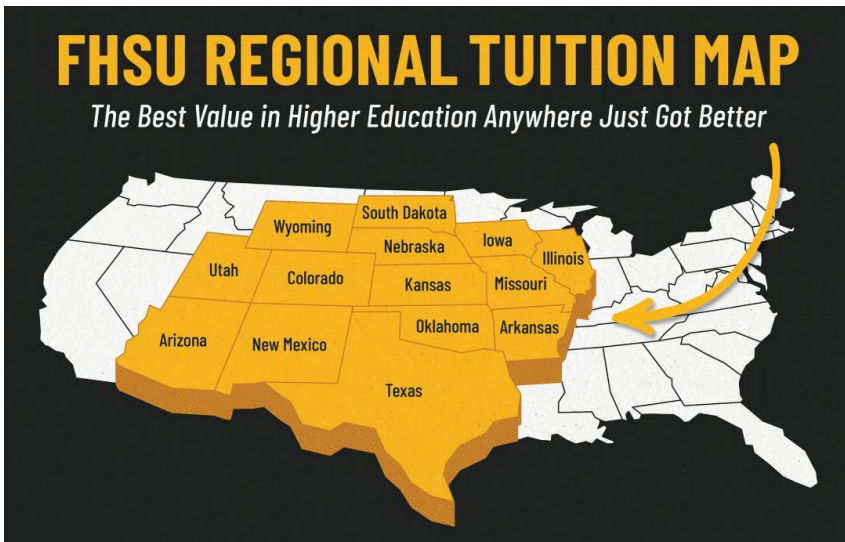 FHSU REGIONAL TUITION MAP
The Best Value in Higher Education Anywhere Just Got Better
South Dakota
Wyoming
Nebraska
Iowa
Illinois
Utah
Colorado
Kansas
Missouri
Arizona
New Mexico
Oklahoma
Arkansas
Texas